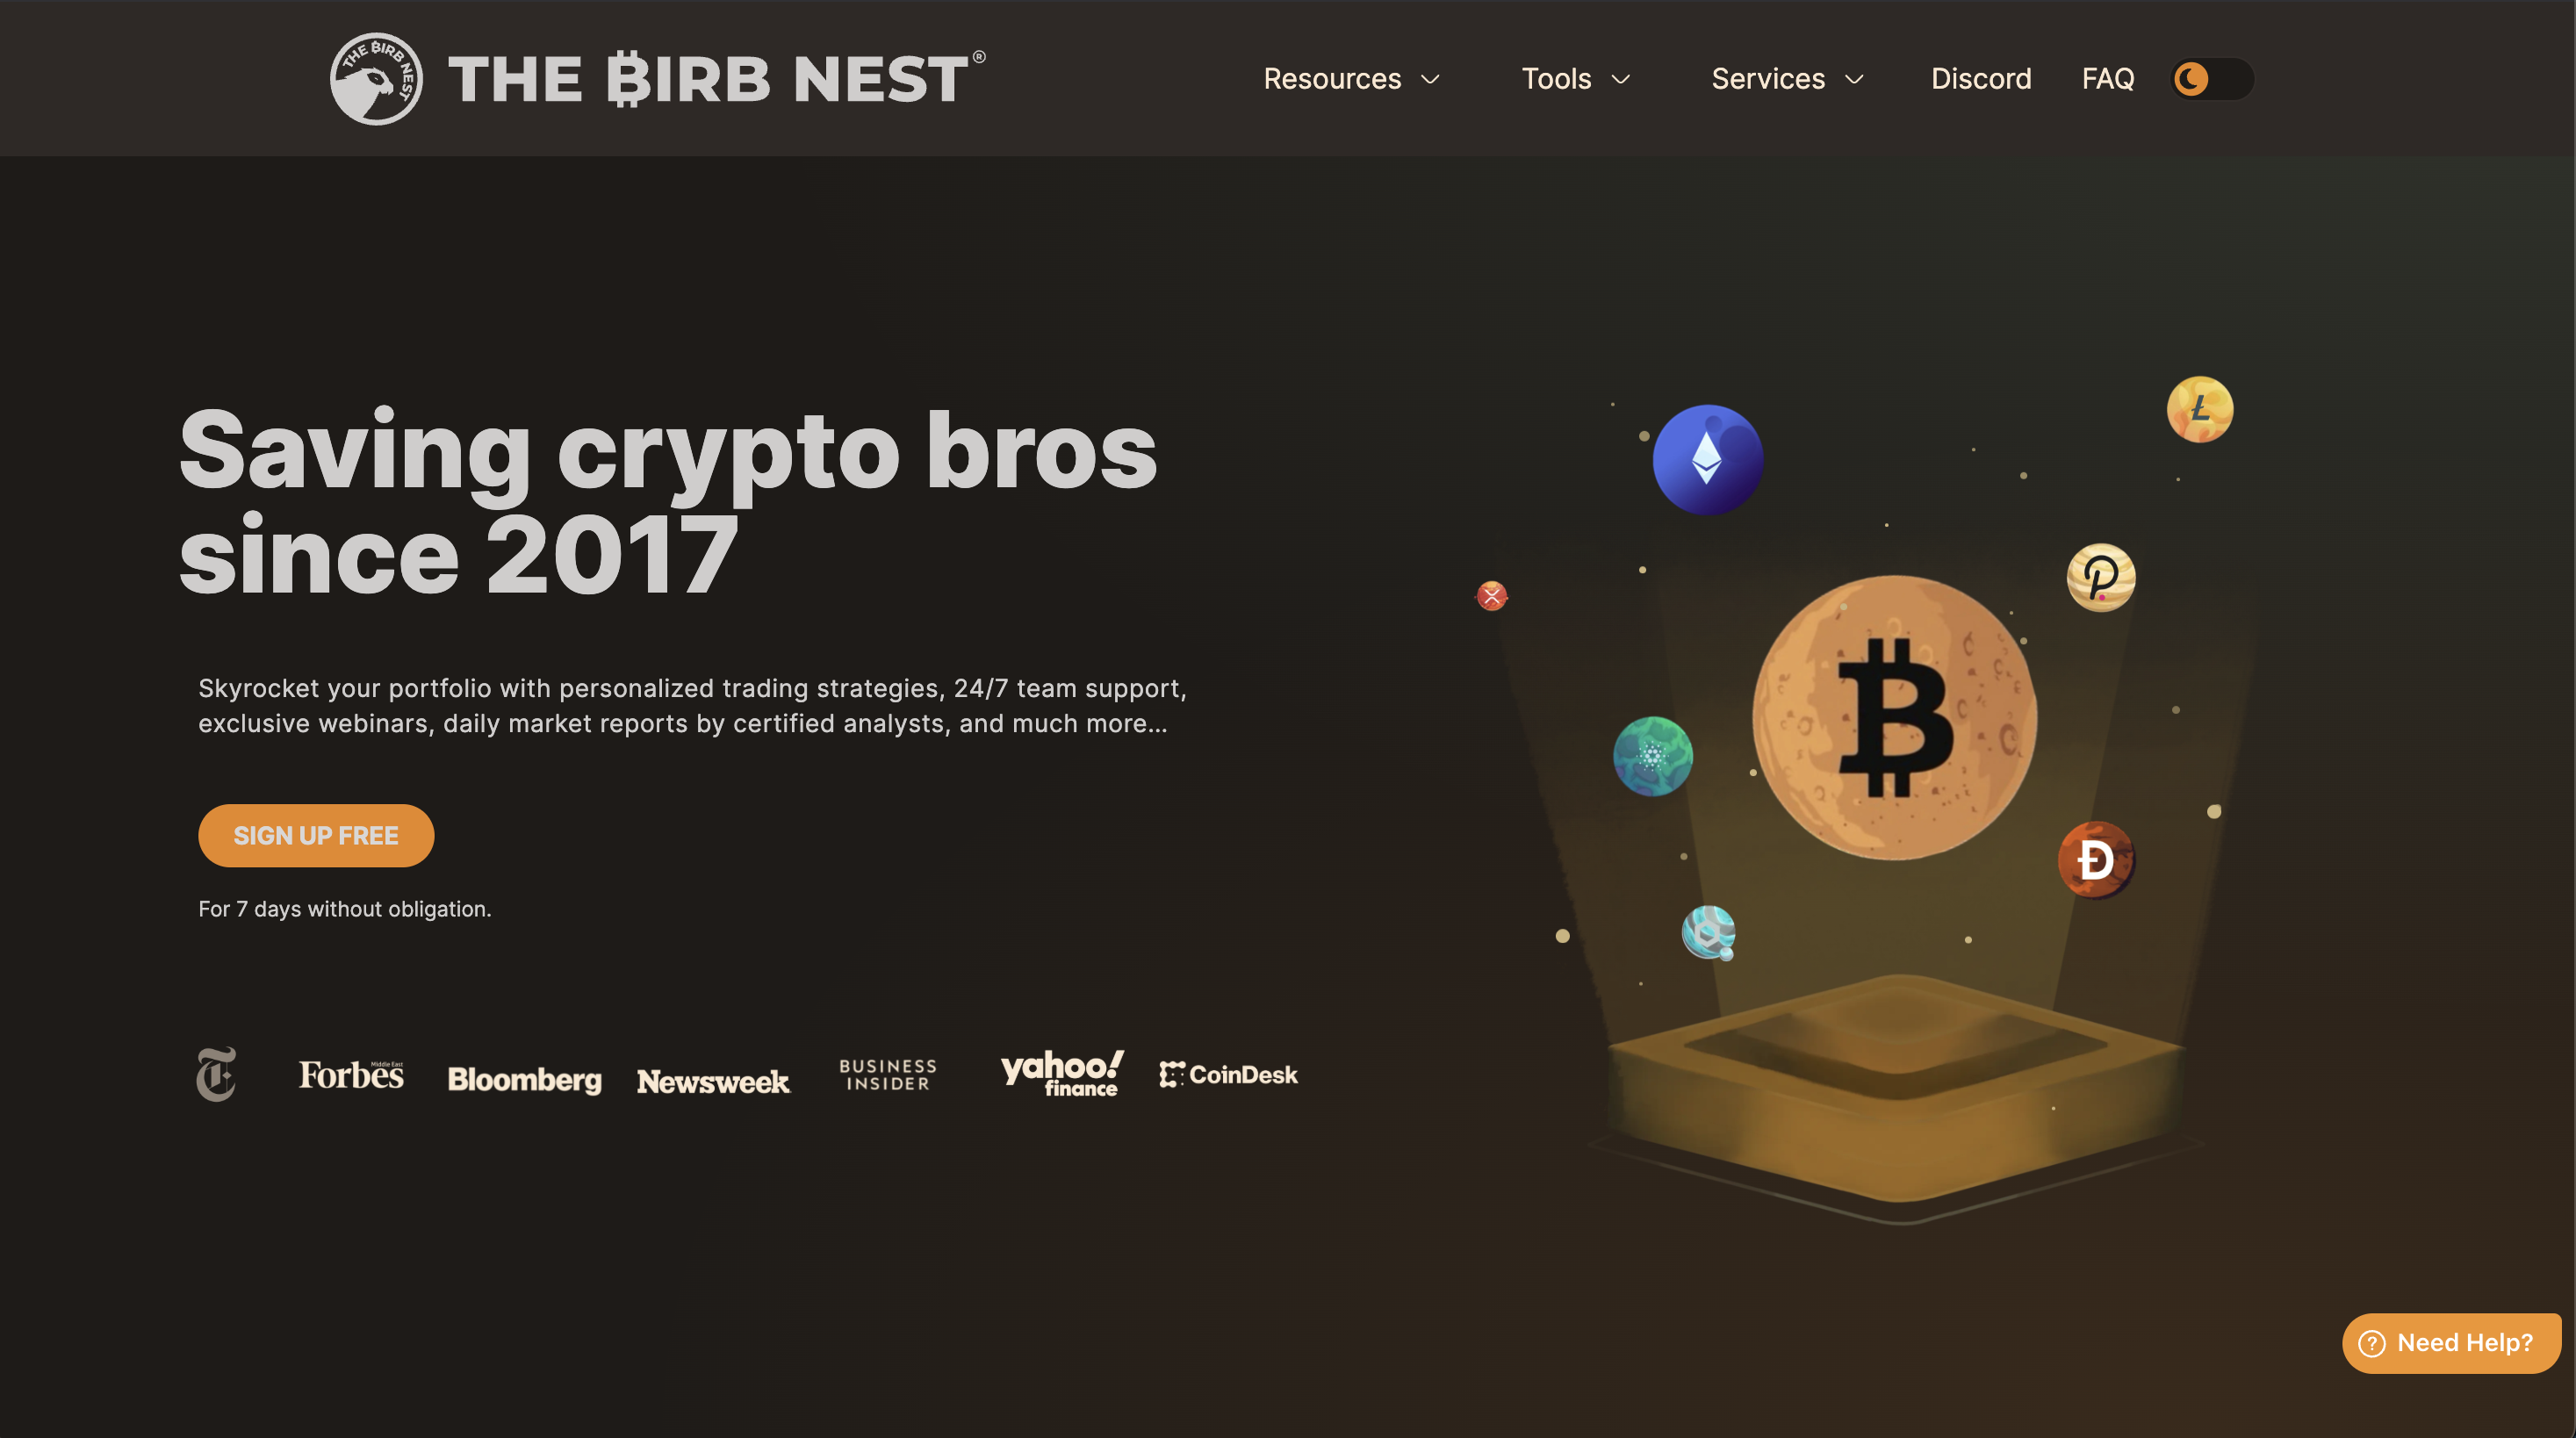 THE ₿IRB NEST
THE ₿IRB NEST®
Resources
Tools
Services
Discord
FAQ
Saving crypto bros
since 2017
Skyrocket your portfolio with personalized trading strategies, 24/7 team support,
exclusive webinars, daily market reports by certified analysts, and much more...
SIGN UP FREE
For 7 days without obligation.
T
Forbes
Middle East
Bloomberg
Newsweek
BUSINESS
INSIDER
yahoo!
finance
CoinDesk
Need Help?